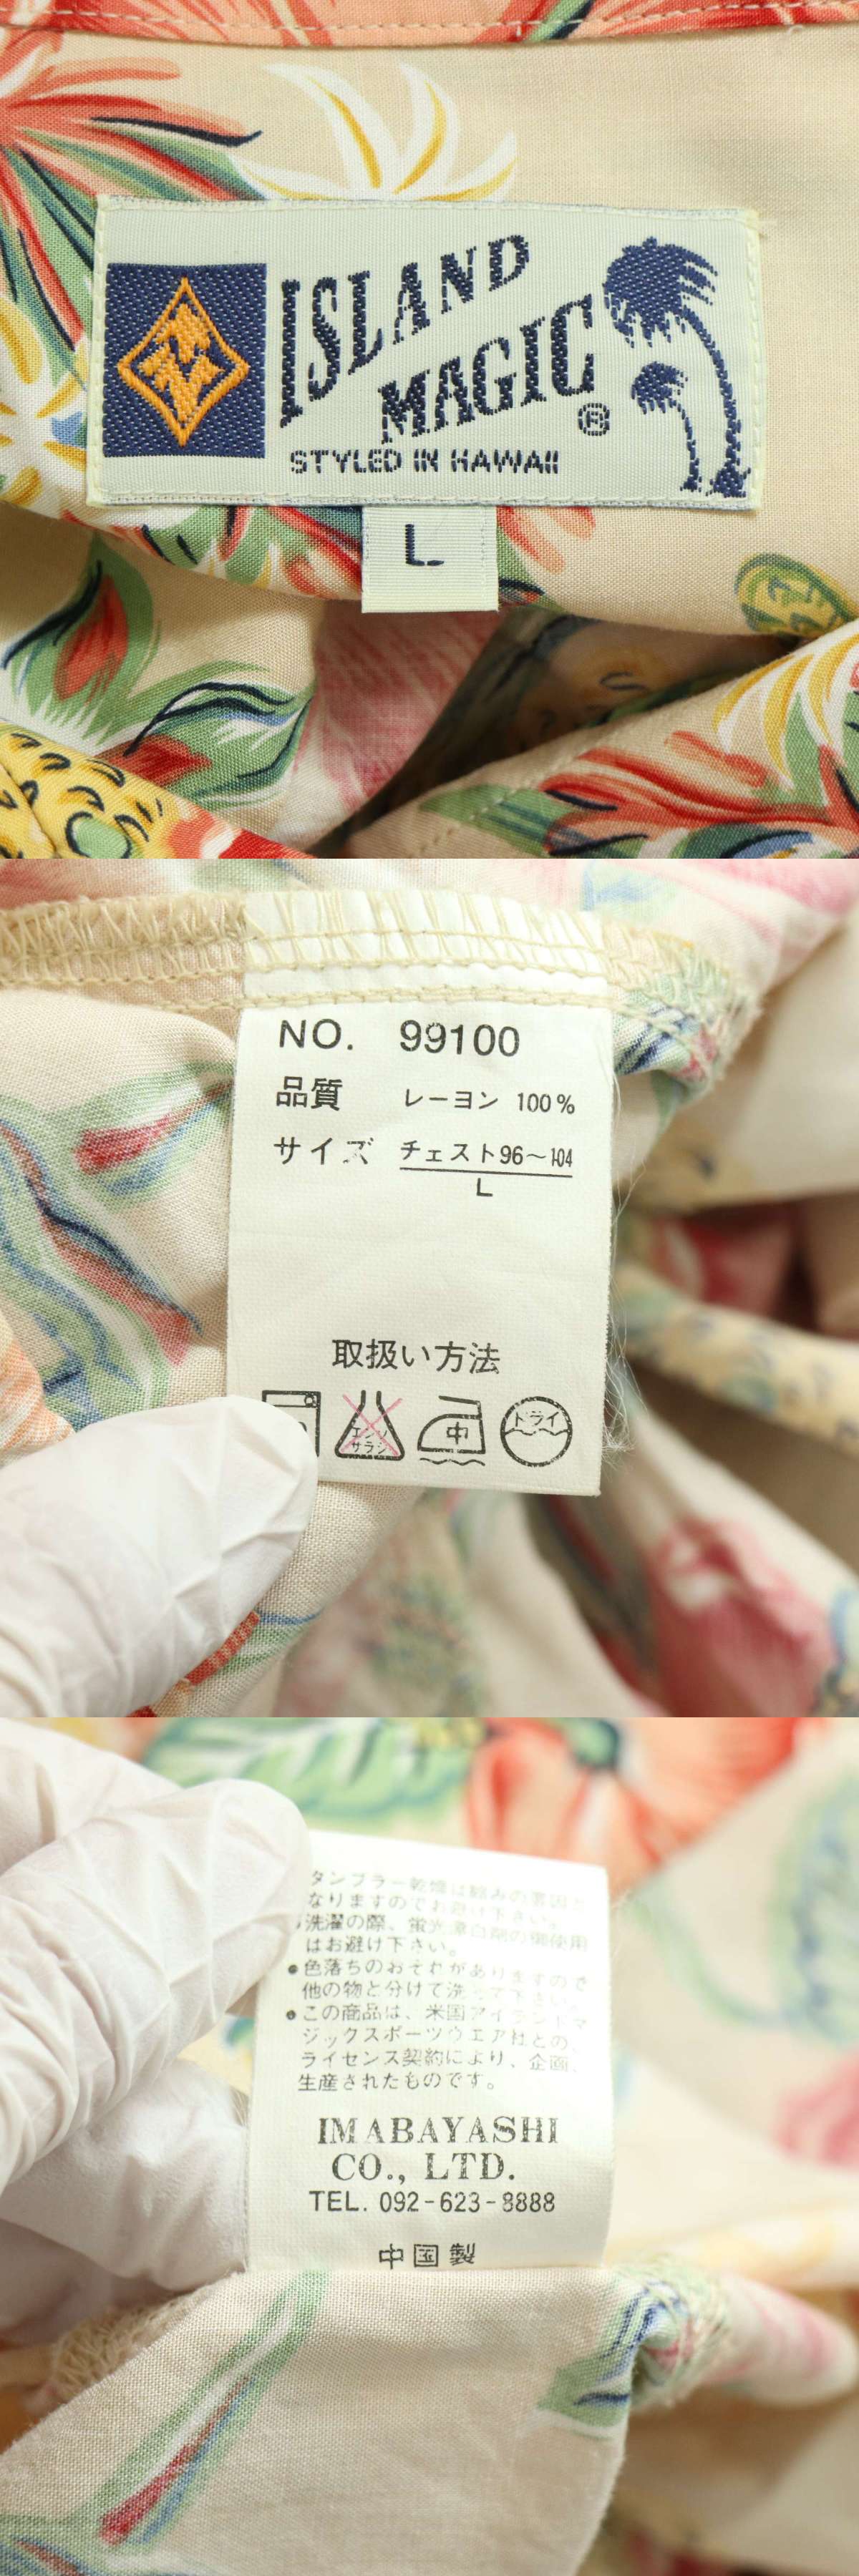 ISLAND
MAGIC
®
STYLED IN HAWAII
L
NO. 99100
品質 レーヨン 100%
サイズ チェスト96～104
L
取扱い方法
エンソ
サラシ
中
ドライ
タンブラー乾燥は縮みの要因と
なりますのでお避け下さい。
洗濯の際、蛍光漂白剤の御使用
はお避け下さい。
●色落ちのおそれがありますので
他の物と分けて洗って下さい。
●この商品は、米国アイランドマ
ジックスポーツウエア社との、
ライセンス契約により、企画、
生産されたものです。
IMABAYASHI
CO., LTD.
TEL. 092-623-8888
中国製